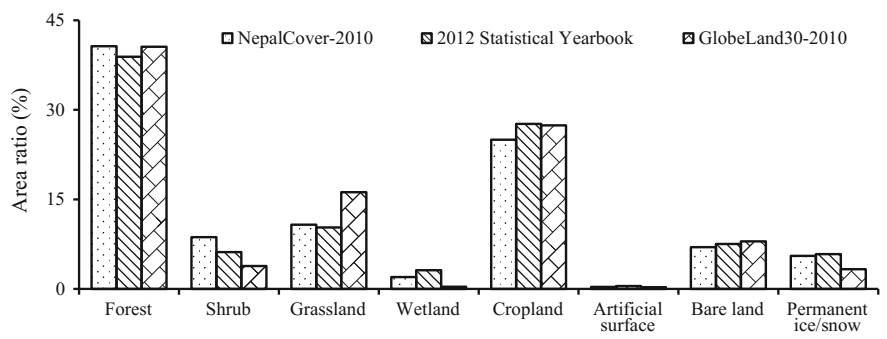 45
NepalCover-2010 2012 Statistical Yearbook GlobeLand30-2010
30
15
0
Area ratio (%)
Forest Shrub Grassland Wetland Cropland Artificial surface Bare land Permanent ice/snow